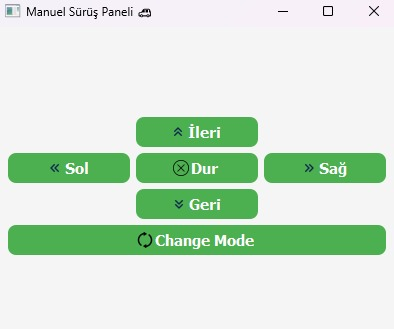 Manuel Sürüş Paneli
İleri
Sol Dur Sağ
Geri
Change Mode